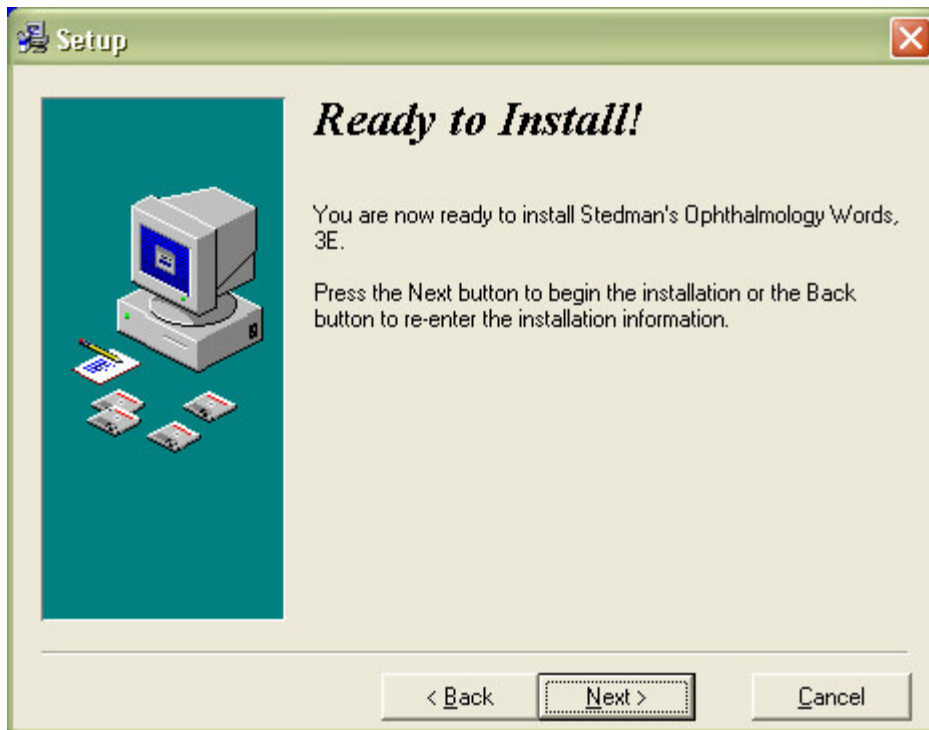 Setup
Ready to Install!
You are now ready to install Stedman's Ophthalmology Words,
3E.
Press the Next button to begin the installation or the Back
button to re-enter the installation information.
< Back
Next >
Cancel